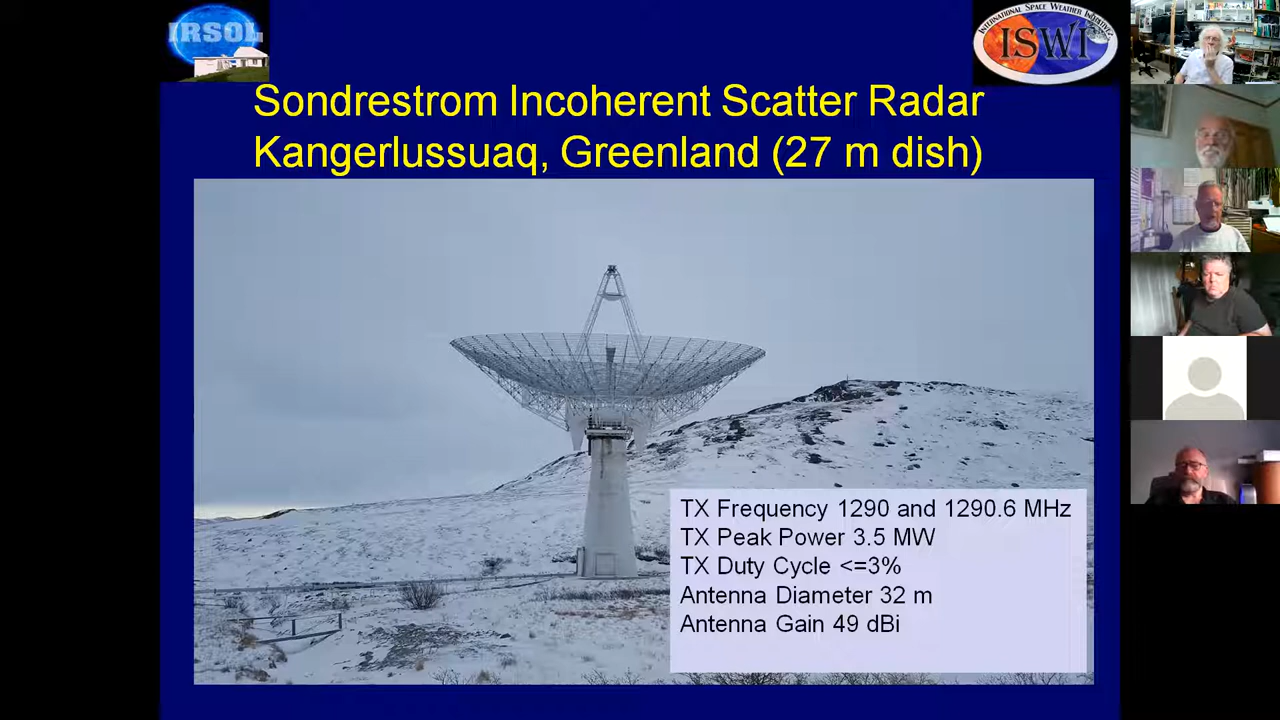 IRSOL
INTERNATIONAL SPACE WEATHER INITIATIVE
ISWI
Sondrestrom Incoherent Scatter Radar
Kangerlussuaq, Greenland (27 m dish)
TX Frequency 1290 and 1290.6 MHz
TX Peak Power 3.5 MW
TX Duty Cycle <=3%
Antenna Diameter 32 m
Antenna Gain 49 dBi